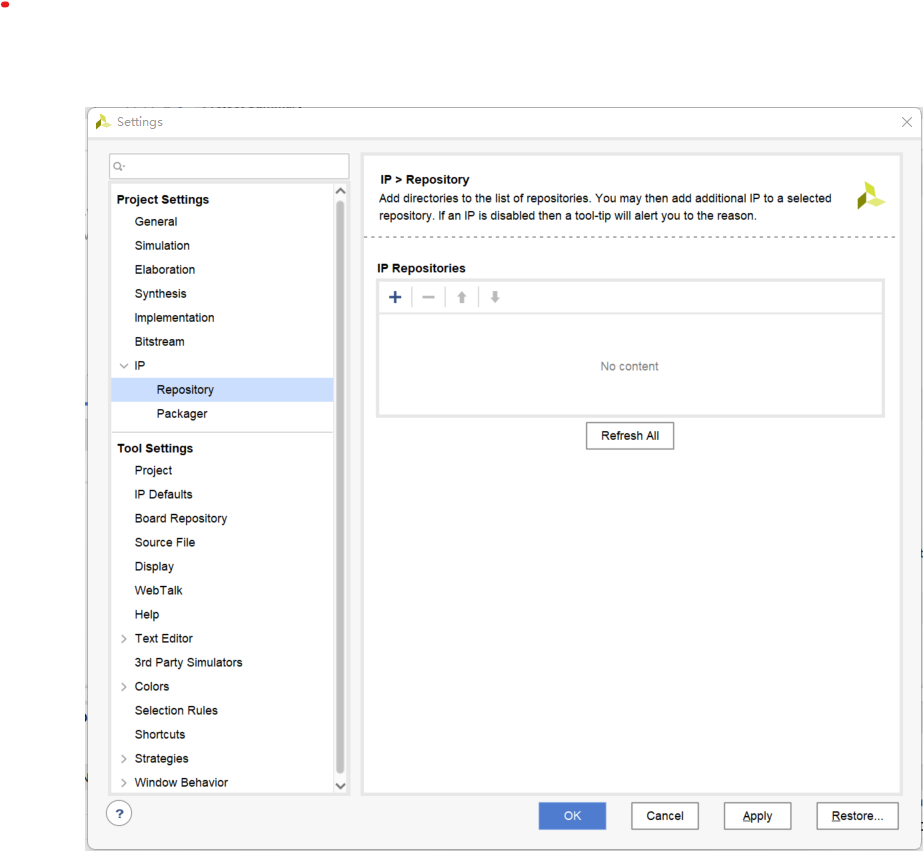 Settings
Project Settings
General
Simulation
Elaboration
Synthesis
Implementation
Bitstream
IP
Repository
Packager
Tool Settings
Project
IP Defaults
Board Repository
Source File
Display
WebTalk
Help
Text Editor
3rd Party Simulators
Colors
Selection Rules
Shortcuts
Strategies
Window Behavior
IP > Repository
Add directories to the list of repositories. You may then add additional IP to a selected
repository. If an IP is disabled then a tool-tip will alert you to the reason.
IP Repositories
No content
Refresh All
?
OK
Cancel
Apply
Restore...